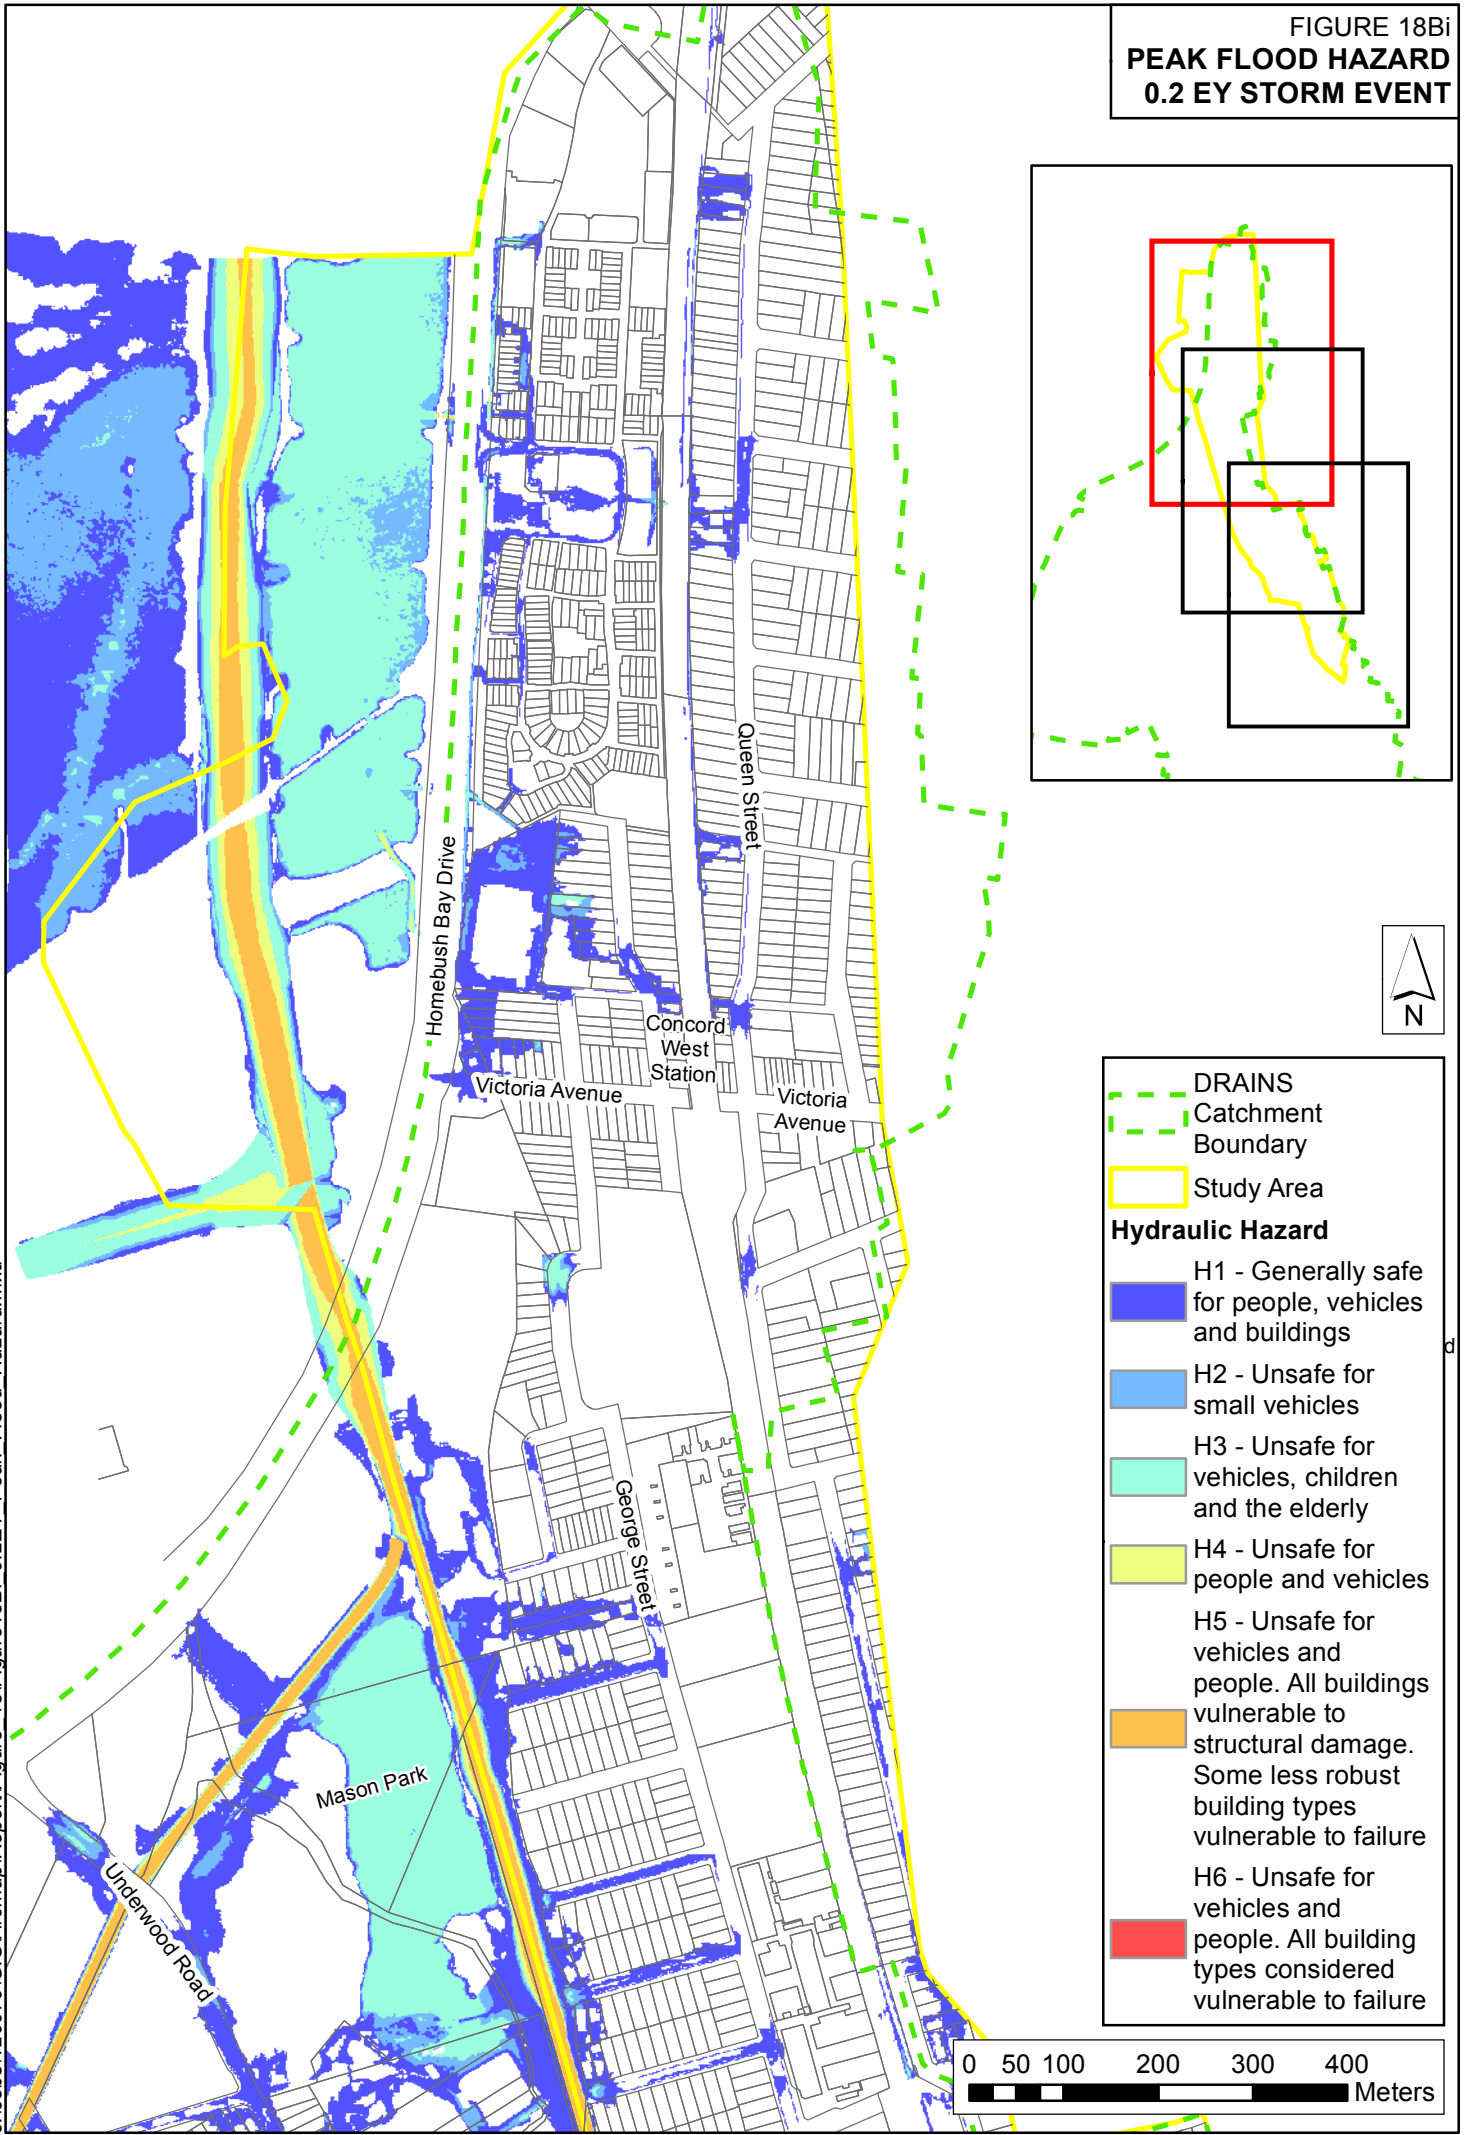 FIGURE 18Bi
PEAK FLOOD HAZARD
0.2 EY STORM EVENT
Queen Street
Homebush Bay Drive
Concord
West
Station
Victoria Avenue
Victoria
Avenue
George Street
Mason Park
Underwood Road
N
DRAINS
Catchment
Boundary
Study Area
Hydraulic Hazard
H1 - Generally safe
for people, vehicles
and buildings
H2 - Unsafe for
small vehicles
H3 - Unsafe for
vehicles, children
and the elderly
H4 - Unsafe for
people and vehicles
H5 - Unsafe for
vehicles and
people. All buildings
vulnerable to
structural damage.
Some less robust
building types
vulnerable to failure
H6 - Unsafe for
vehicles and
people. All building
types considered
vulnerable to failure
d
0 50 100 200 300 400
Meters